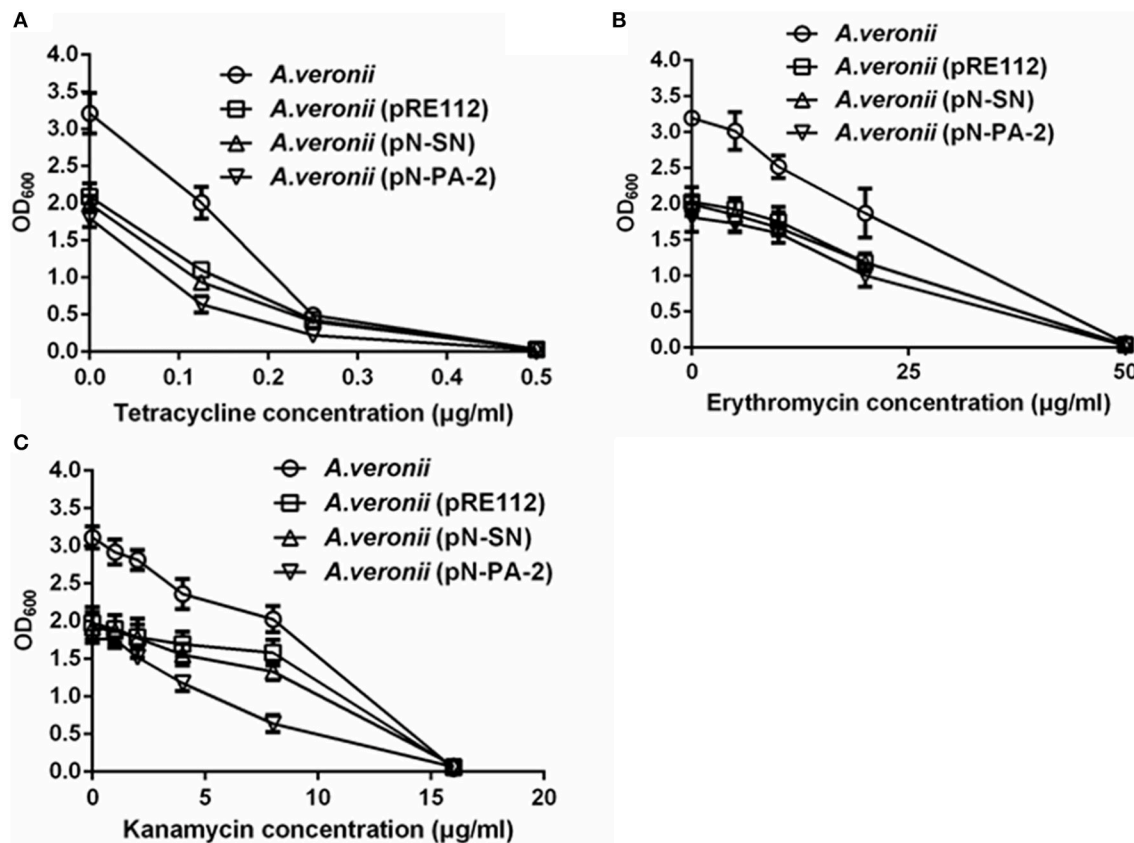 A
4.0
3.5
3.0
2.5
2.0
1.5
1.0
0.5
0.0
OD600
A.veronii
A.veronii (pRE112)
A.veronii (pN-SN)
A.veronii (pN-PA-2)
0.0 0.1 0.2 0.3 0.4 0.5
Tetracycline concentration (µg/ml)
B
4.0
3.5
3.0
2.5
2.0
1.5
1.0
0.5
0.0
OD600
A.veronii
A.veronii (pRE112)
A.veronii (pN-SN)
A.veronii (pN-PA-2)
0 25 50
Erythromycin concentration (µg/ml)
C
4.0
3.5
3.0
2.5
2.0
1.5
1.0
0.5
0.0
OD600
A.veronii
A.veronii (pRE112)
A.veronii (pN-SN)
A.veronii (pN-PA-2)
0 5 10 15 20
Kanamycin concentration (µg/ml)